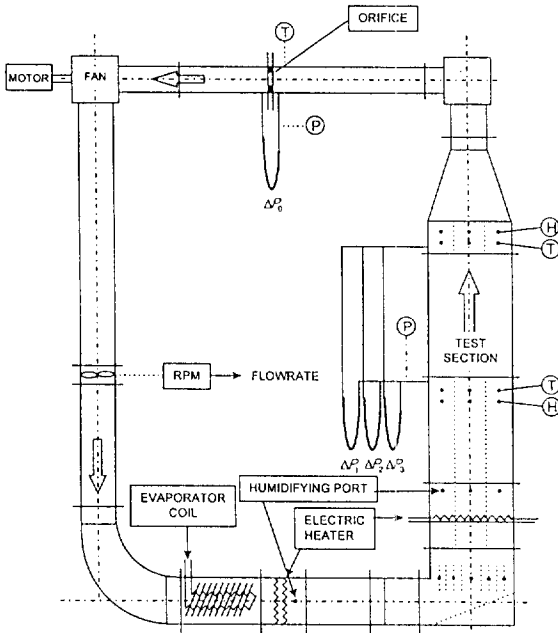 T
ORIFICE
MOTOR
FAN
P
ΔP₀
H
T
P
TEST
SECTION
RPM
FLOWRATE
T
H
ΔP₁
ΔP₂
ΔP₃
HUMIDIFYING PORT
EVAPORATOR
COIL
ELECTRIC
HEATER